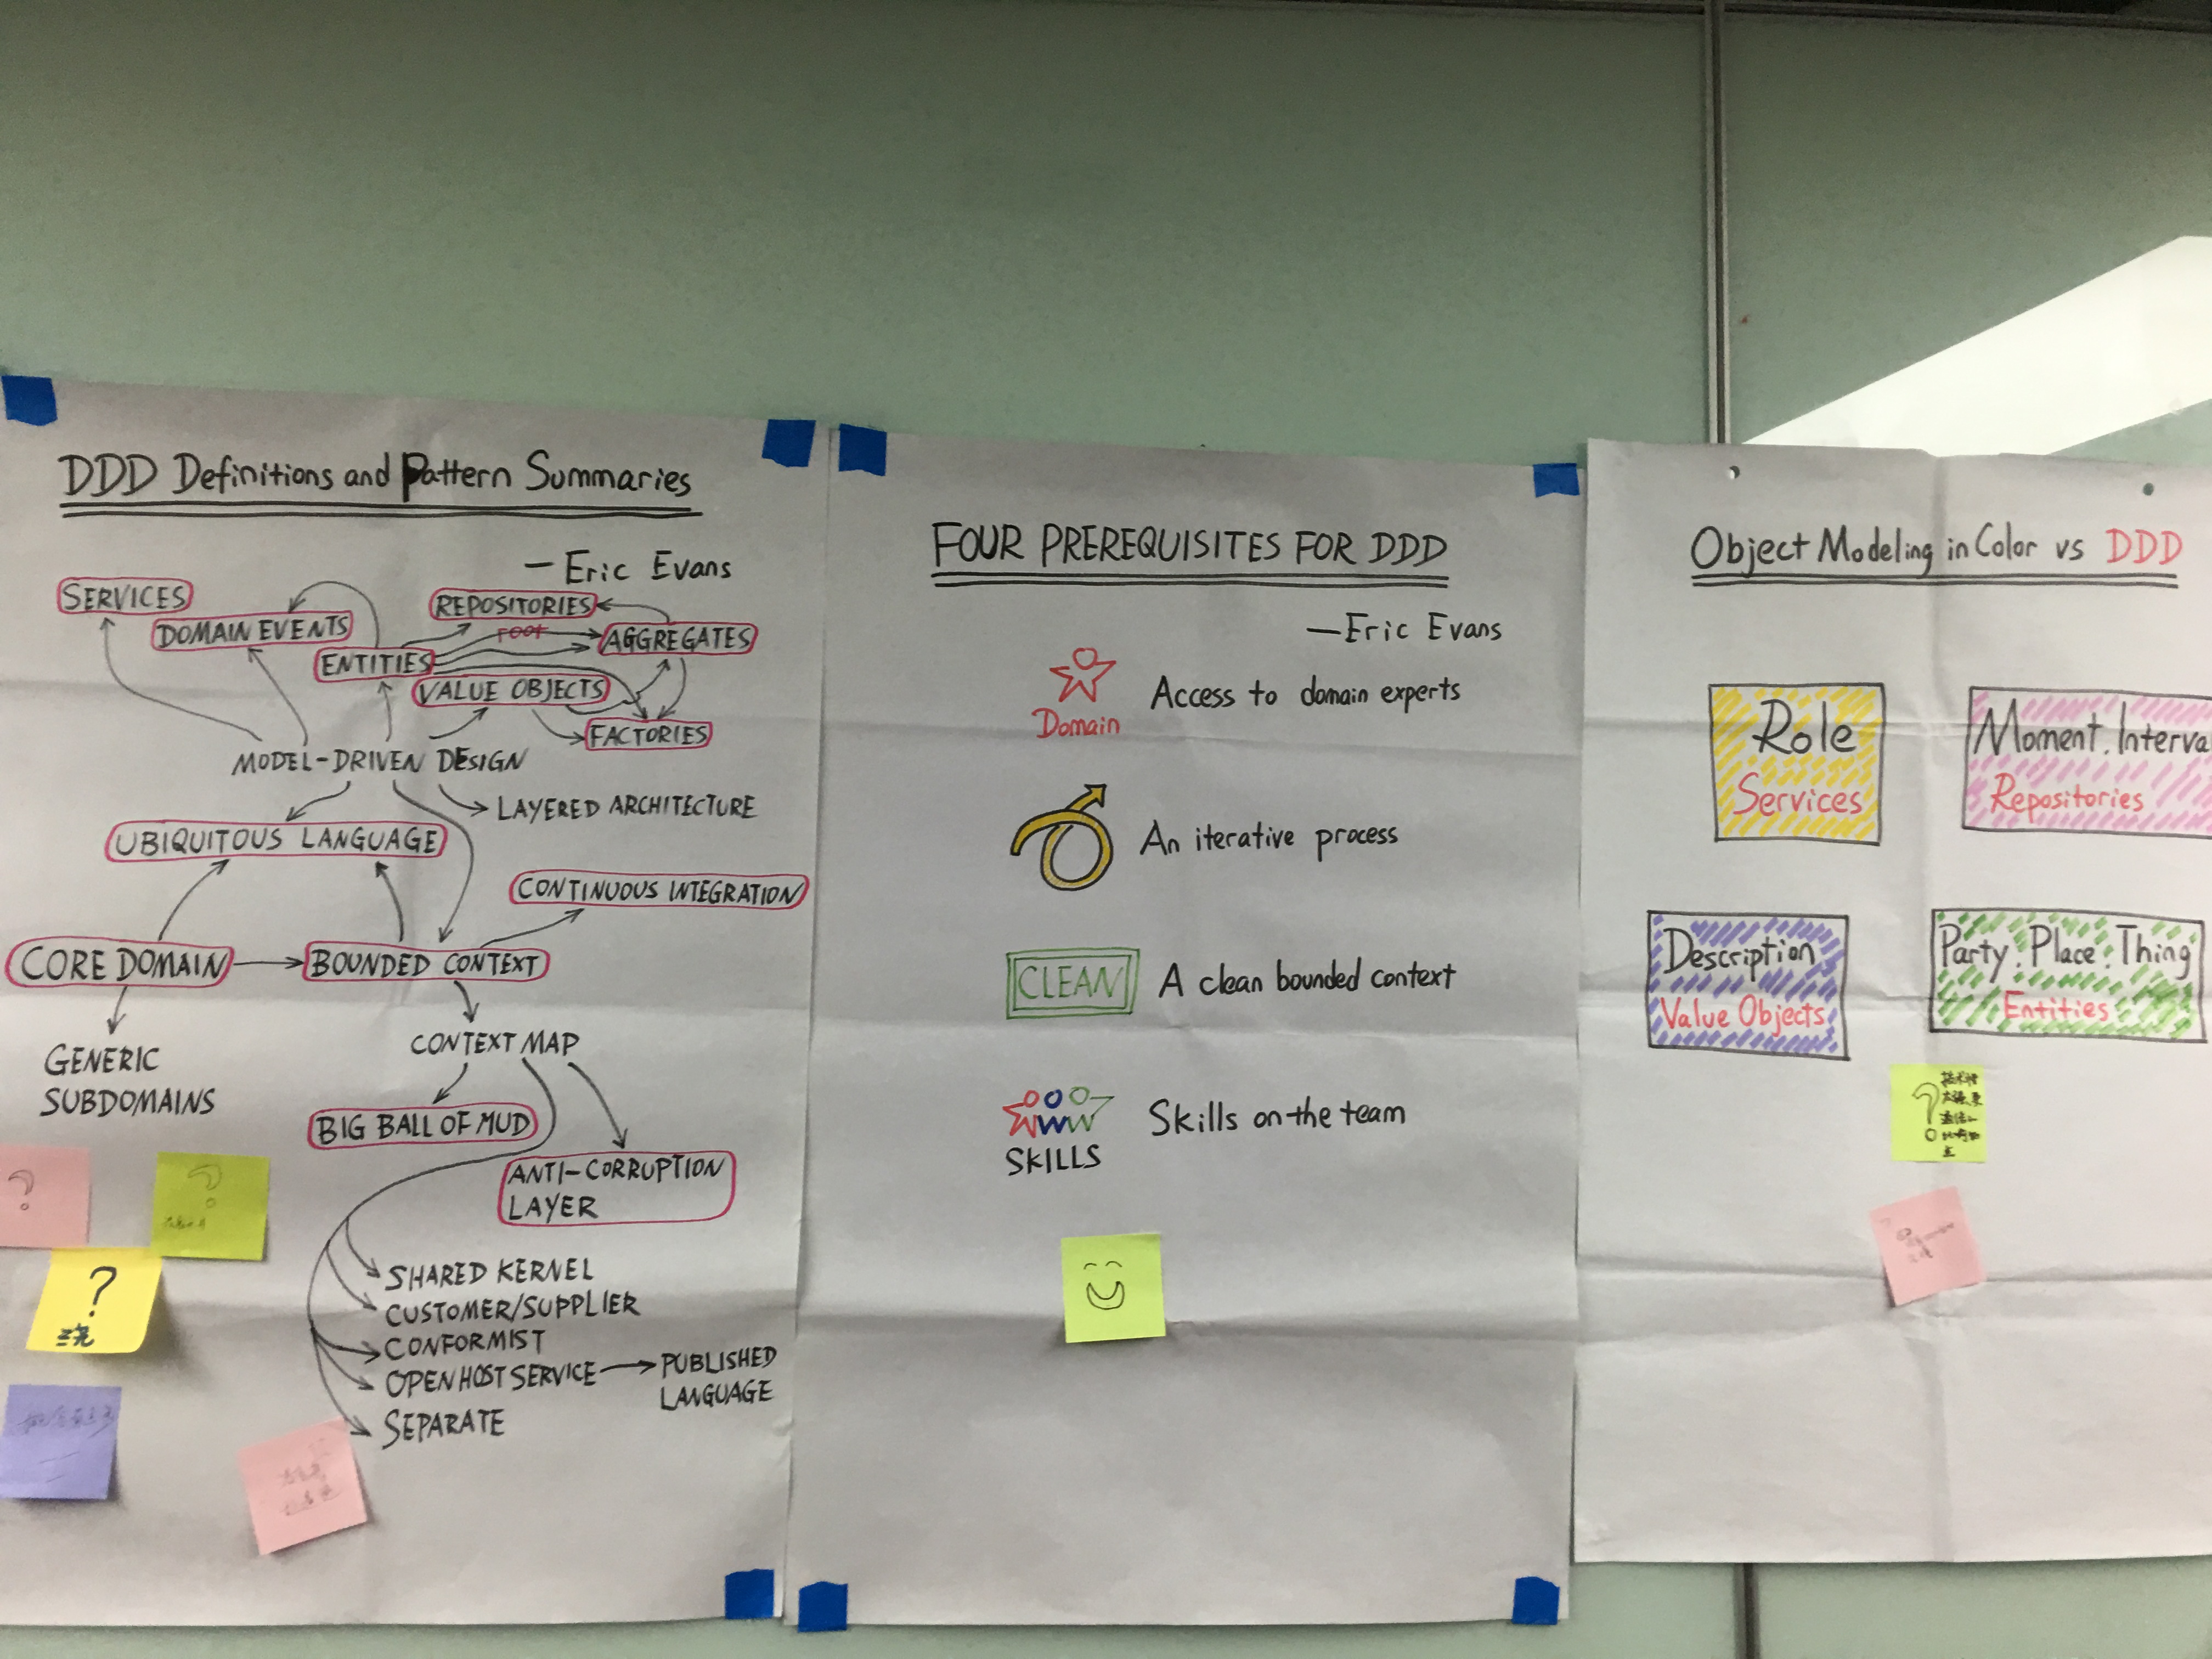 DDD Definitions and Pattern Summaries
— Eric Evans
SERVICES
DOMAIN EVENTS
ENTITIES
REPOSITORIES
root
AGGREGATES
VALUE OBJECTS
FACTORIES
MODEL-DRIVEN DESIGN
LAYERED ARCHITECTURE
UBIQUITOUS LANGUAGE
CONTINUOUS INTEGRATION
CORE DOMAIN
BOUNDED CONTEXT
GENERIC
SUBDOMAINS
CONTEXT MAP
BIG BALL OF MUD
ANTI-CORRUPTION
LAYER
SHARED KERNEL
CUSTOMER/SUPPLIER
CONFORMIST
OPEN HOST SERVICE
PUBLISHED
LANGUAGE
SEPARATE
?
?
?
FOUR PREREQUISITES FOR DDD
— Eric Evans
Domain
Access to domain experts
An iterative process
CLEAN
A clean bounded context
SKILLS
Skills on the team
Object Modeling in Color vs DDD
Role
Services
Moment. Interva
Repositories
Description
Value Objects
Party. Place. Thing
Entities
?